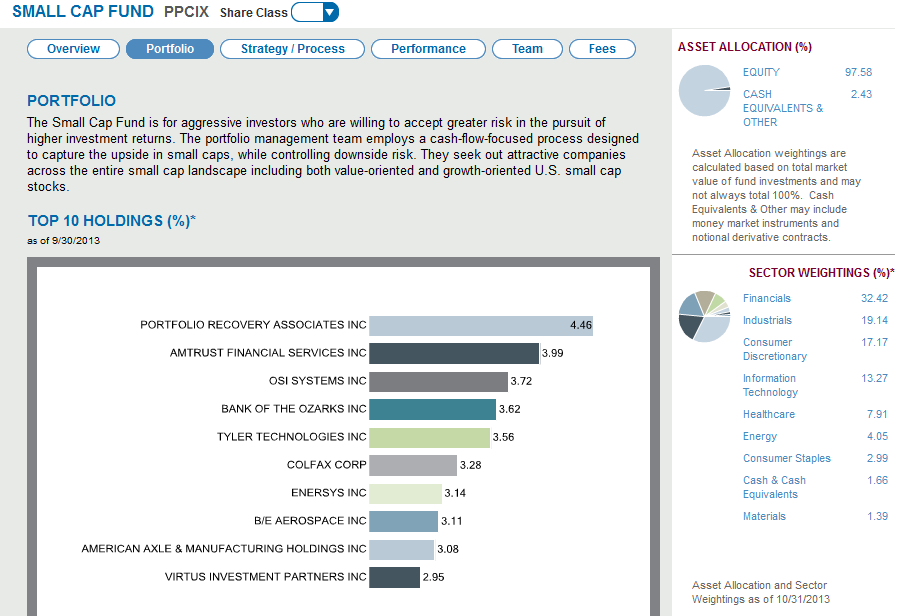 SMALL CAP FUND PPCIX Share Class
Overview Portfolio Strategy / Process Performance Team Fees
PORTFOLIO
The Small Cap Fund is for aggressive investors who are willing to accept greater risk in the pursuit of
higher investment returns. The portfolio management team employs a cash-flow-focused process designed
to capture the upside in small caps, while controlling downside risk. They seek out attractive companies
across the entire small cap landscape including both value-oriented and growth-oriented U.S. small cap
stocks.
TOP 10 HOLDINGS (%)*
as of 9/30/2013
PORTFOLIO RECOVERY ASSOCIATES INC 4.46
AMTRUST FINANCIAL SERVICES INC 3.99
OSI SYSTEMS INC 3.72
BANK OF THE OZARKS INC 3.62
TYLER TECHNOLOGIES INC 3.56
COLFAX CORP 3.28
ENERSYS INC 3.14
B/E AEROSPACE INC 3.11
AMERICAN AXLE & MANUFACTURING HOLDINGS INC 3.08
VIRTUS INVESTMENT PARTNERS INC 2.95
ASSET ALLOCATION (%)
EQUITY 97.58
CASH 2.43
EQUIVALENTS &
OTHER
Asset Allocation weightings are
calculated based on total market
value of fund investments and may
not always total 100%. Cash
Equivalents & Other may include
money market instruments and
notional derivative contracts.
SECTOR WEIGHTINGS (%)*
Financials 32.42
Industrials 19.14
Consumer 17.17
Discretionary
Information 13.27
Technology
Healthcare 7.91
Energy 4.05
Consumer Staples 2.99
Cash & Cash 1.66
Equivalents
Materials 1.39
Asset Allocation and Sector
Weightings as of 10/31/2013